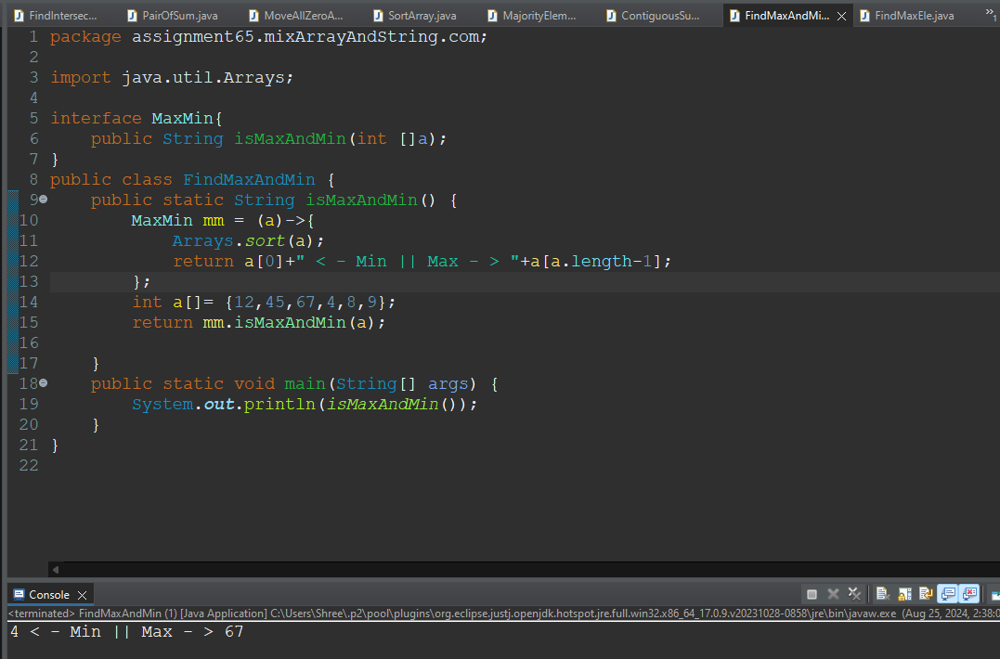 FindIntersec... PairOfSum.java MoveAllZeroA... SortArray.java MajorityElem... ContiguousSu... FindMaxAndMi... FindMaxEle.java »1
1 package assignment65.mixArrayAndString.com;
2
3 import java.util.Arrays;
4
5 interface MaxMin{
6 public String isMaxAndMin(int []a);
7 }
8 public class FindMaxAndMin {
9 public static String isMaxAndMin() {
10 MaxMin mm = (a)->{
11 Arrays.sort(a);
12 return a[0]+" < - Min || Max - > "+a[a.length-1];
13 };
14 int a[]= {12,45,67,4,8,9};
15 return mm.isMaxAndMin(a);
16
17 }
18 public static void main(String[] args) {
19 System.out.println(isMaxAndMin());
20 }
21 }
22
Console
<terminated> FindMaxAndMin (1) [Java Application] C:\Users\Shree\.p2\pool\plugins\org.eclipse.justj.openjdk.hotspot.jre.full.win32.x86_64_17.0.9.v20231028-0858\jre\bin\javaw.exe (Aug 25, 2024, 2:38:0
4 < - Min || Max - > 67